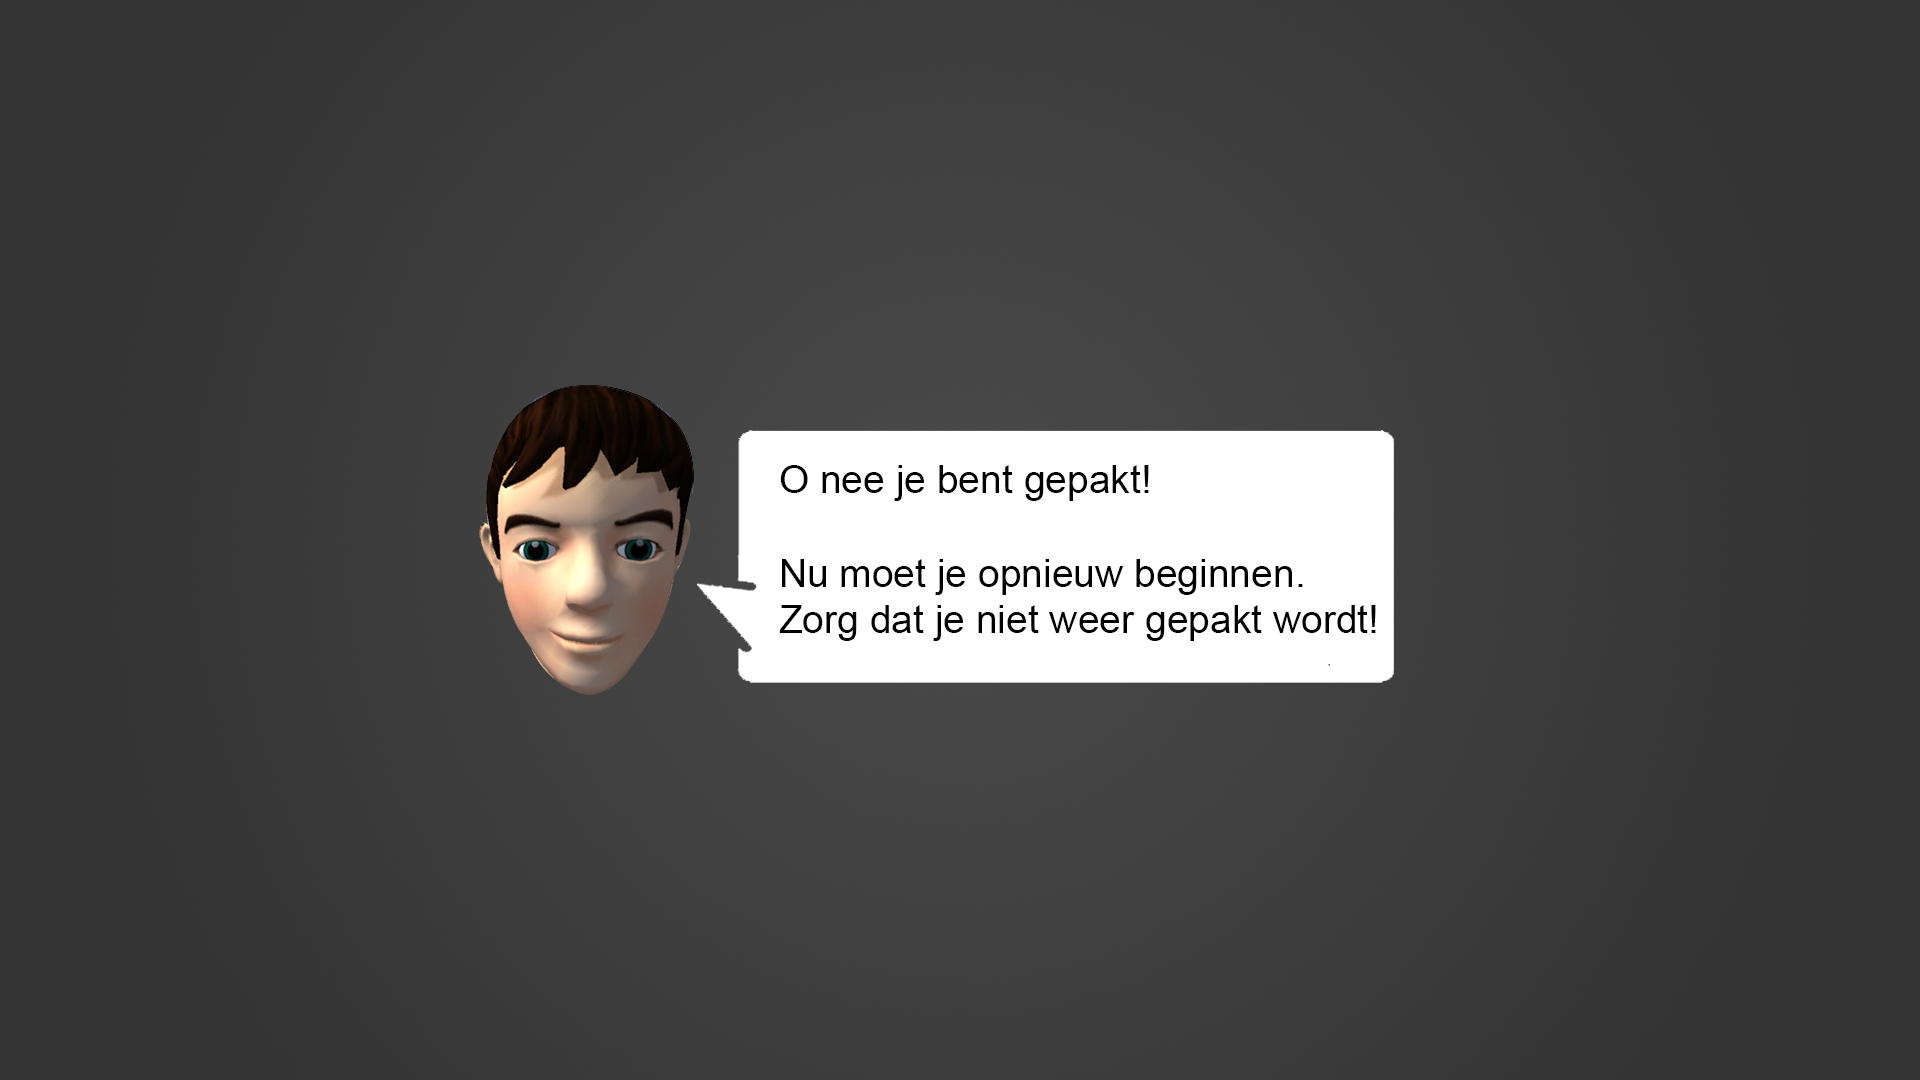 O nee je bent gepakt!
Nu moet je opnieuw beginnen.
Zorg dat je niet weer gepakt wordt!